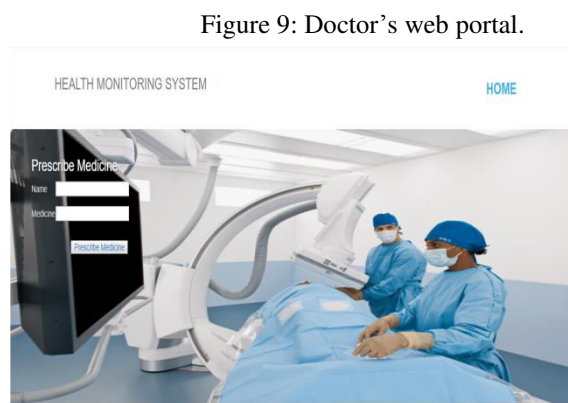 Figure 9: Doctor's web portal.
HEALTH MONITORING SYSTEM
HOME
Prescribe Medicine
Name
Medicine
Prescribe Medicine